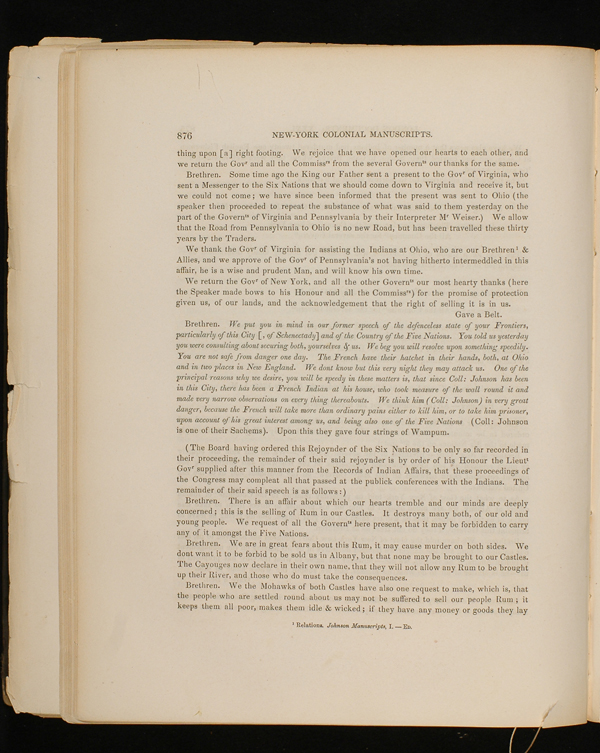 876 NEW-YORK COLONIAL MANUSCRIPTS.
thing upon [a] right footing. We rejoice that we have opened our hearts to each other, and
we return the Govʳ and all the Commissʳˢ from the several Governᵗˢ our thanks for the same.
Brethren. Some time ago the King our Father sent a present to the Govʳ of Virginia, who
sent a Messenger to the Six Nations that we should come down to Virginia and receive it, but
we could not come; we have since been informed that the present was sent to Ohio (the
speaker then proceeded to repeat the substance of what was said to them yesterday on the
part of the Governᵗˢ of Virginia and Pennsylvania by their Interpreter Mʳ Weiser.) We allow
that the Road from Pennsylvania to Ohio is no new Road, but has been travelled these thirty
years by the Traders.
We thank the Govʳ of Virginia for assisting the Indians at Ohio, who are our Brethren¹ &
Allies, and we approve of the Govʳ of Pennsylvania's not having hitherto intermeddled in this
affair, he is a wise and prudent Man, and will know his own time.
We return the Govʳ of New York, and all the other Governᵗˢ our most hearty thanks (here
the Speaker made bows to his Honour and all the Commissʳˢ) for the promise of protection
given us, of our lands, and the acknowledgement that the right of selling it is in us.
Gave a Belt.
Brethren. We put you in mind in our former speech of the defenceless state of your Frontiers,
particularly of this City [, of Schenectady] and of the Country of the Five Nations. You told us yesterday
you were consulting about securing both, yourselves & us. We beg you will resolve upon something speedily.
You are not safe from danger one day. The French have their hatchet in their hands, both, at Ohio
and in two places in New England. We dont know but this very night they may attack us. One of the
principal reasons why we desire, you will be speedy in these matters is, that since Coll: Johnson has been
in this City, there has been a French Indian at his house, who took measure of the wall round it and
made very narrow observations on every thing thereabouts. We think him (Coll: Johnson) in very great
danger, because the French will take more than ordinary pains either to kill him, or to take him prisoner,
upon account of his great interest among us, and being also one of the Five Nations (Coll: Johnson
is one of their Sachems). Upon this they gave four strings of Wampum.
(The Board having ordered this Rejoynder of the Six Nations to be only so far recorded in
their proceeding, the remainder of their said rejoynder is by order of his Honour the Lieutᵗ
Govʳ supplied after this manner from the Records of Indian Affairs, that these proceedings of
the Congress may compleat all that passed at the publick conferences with the Indians. The
remainder of their said speech is as follows:)
Brethren. There is an affair about which our hearts tremble and our minds are deeply
concerned; this is the selling of Rum in our Castles. It destroys many both, of our old and
young people. We request of all the Governᵗˢ here present, that it may be forbidden to carry
any of it amongst the Five Nations.
Brethren. We are in great fears about this Rum, it may cause murder on both sides. We
dont want it to be forbid to be sold us in Albany, but that none may be brought to our Castles.
The Cayouges now declare in their own name, that they will not allow any Rum to be brought
up their River, and those who do must take the consequences.
Brethren. We the Mohawks of both Castles have also one request to make, which is, that
the people who are settled round about us may not be suffered to sell our people Rum; it
keeps them all poor, makes them idle & wicked; if they have any money or goods they lay
¹ Relations. Johnson Manuscripts, I. — ED.